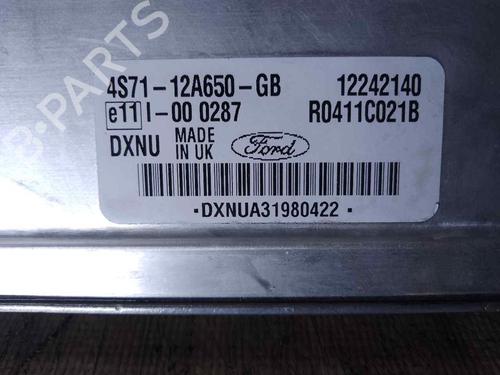 4S71-12A650-GB 12242140
e11 I-00 0287 R0411C021B
DXNU MADE IN UK Ford
·DXNUA31980422·
B-PARTS